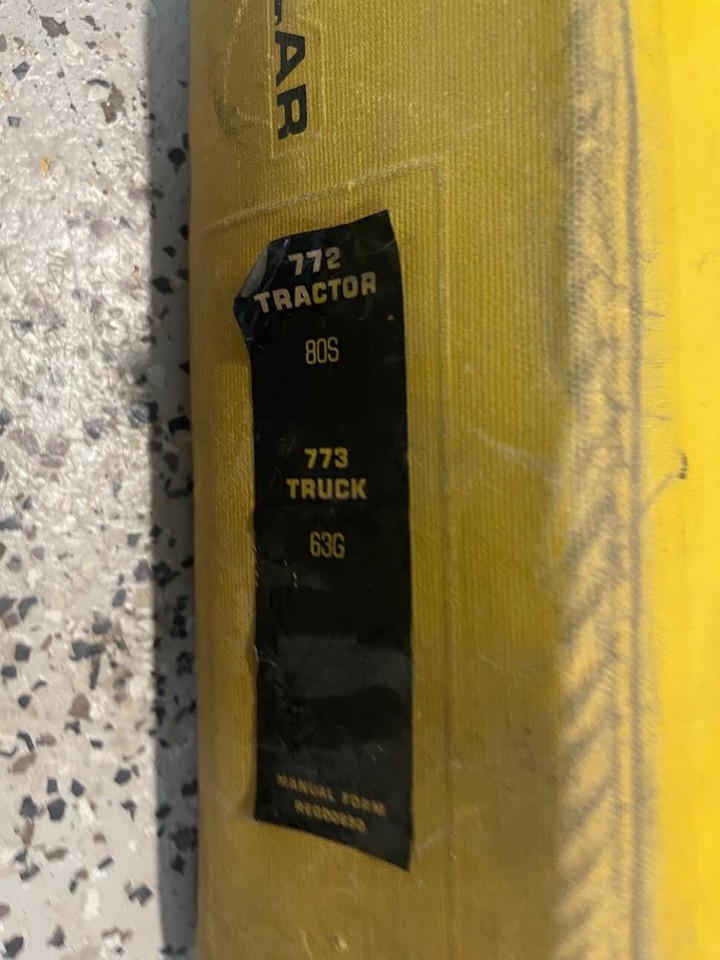 LAR
772
TRACTOR
80S
773
TRUCK
63G
MANUAL FORM